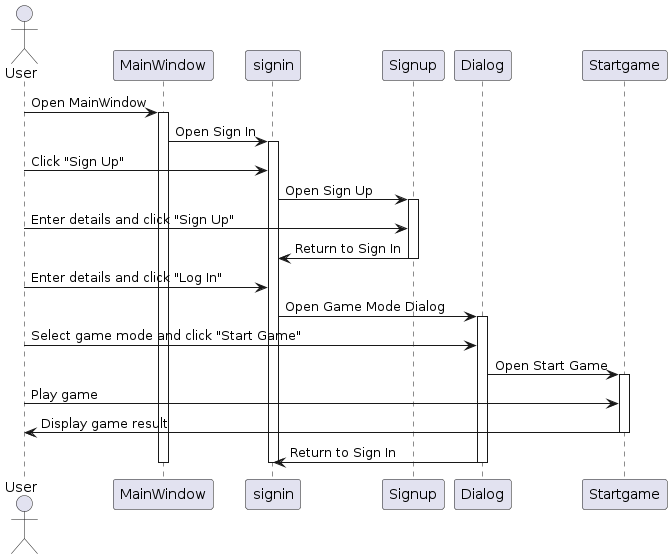 User
MainWindow
signin
Signup
Dialog
Startgame
Open MainWindow
Open Sign In
Click "Sign Up"
Open Sign Up
Enter details and click "Sign Up"
Return to Sign In
Enter details and click "Log In"
Open Game Mode Dialog
Select game mode and click "Start Game"
Open Start Game
Play game
Display game result
Return to Sign In
User
MainWindow
signin
Signup
Dialog
Startgame